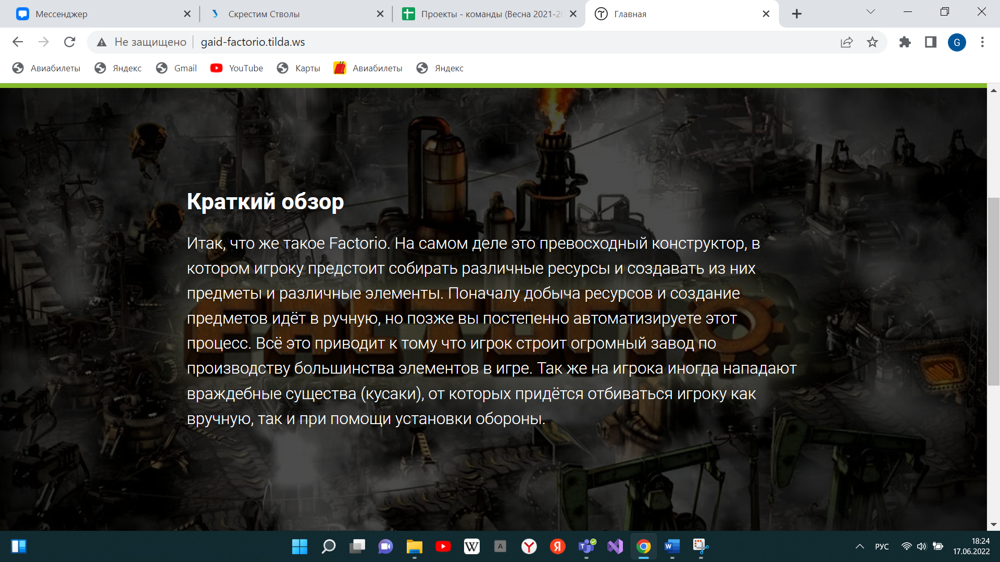 Мессенджер
Скрестим Стволы
Проекты - команды (Весна 2021-2
Главная
Не защищено
gaid-factorio.tilda.ws
G
Авиабилеты
Яндекс
Gmail
YouTube
Карты
Авиабилеты
Яндекс
Краткий обзор
Итак, что же такое Factorio. На самом деле это превосходный конструктор, в
котором игроку предстоит собирать различные ресурсы и создавать из них
предметы и различные элементы. Поначалу добыча ресурсов и создание
предметов идёт в ручную, но позже вы постепенно автоматизируете этот
процесс. Всё это приводит к тому что игрок строит огромный завод по
производству большинства элементов в игре. Так же на игрока иногда нападают
враждебные существа (кусаки), от которых придётся отбиваться игроку как
вручную, так и при помощи установки обороны.
FACTORIO
W
A
Я
T
W
РУС
18:24
17.06.2022